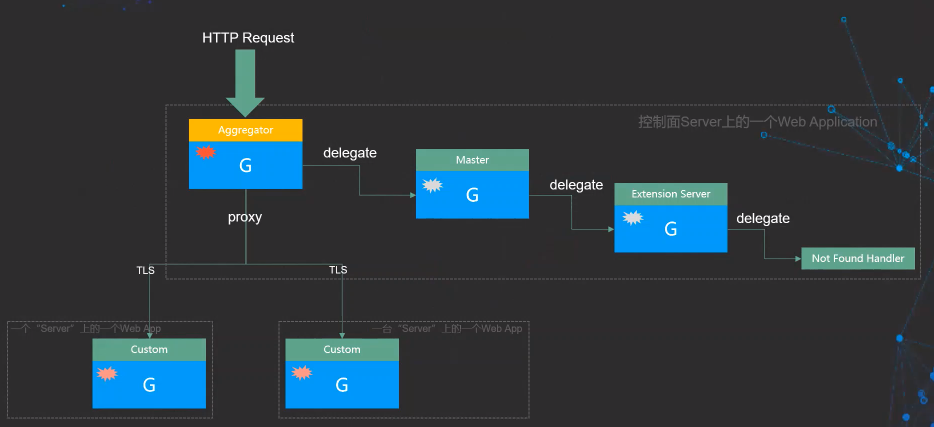 HTTP Request
控制面Server上的一个Web Application
Aggregator
G
delegate
Master
G
delegate
Extension Server
G
delegate
Not Found Handler
proxy
TLS
TLS
一个“Server”上的一个Web App
一台“Server”上的一个Web App
Custom
G
Custom
G